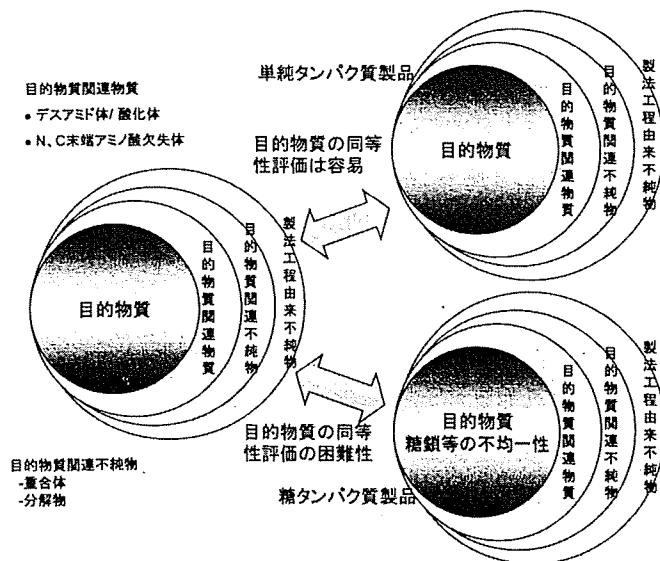 単純タンパク質製品
目的物質関連物質
• デスアミド体/ 酸化体
• N、C末端アミノ酸欠失体
目的物質の同等
性評価は容易
目的物質
目的物質関連物質
目的物質関連不純物
製法工程由来不純物
目的物質
目的物質関連物質
目的物質関連不純物
製法工程由来不純物
目的物質の同等
性評価の困難性
目的物質
糖鎖等の不均一性
目的物質関連物質
目的物質関連不純物
製法工程由来不純物
目的物質関連不純物
-重合体
-分解物
糖タンパク質製品